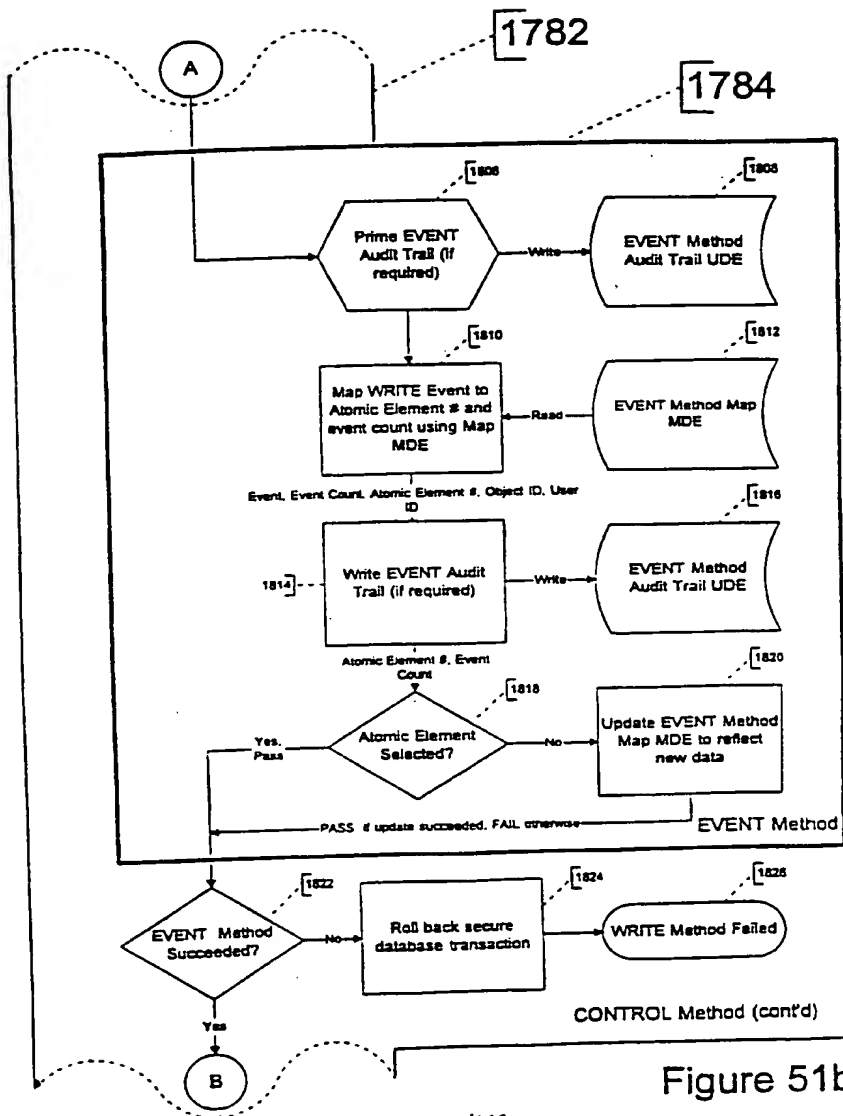 1782
A
1784
1806
1808
Prime EVENT
Audit Trail (if
required)
Write
EVENT Method
Audit Trail UDE
1810
1812
Map WRITE Event to
Atomic Element # and
event count using Map
MDE
Read
EVENT Method Map
MDE
Event, Event Count, Atomic Element #, Object ID, User
ID
1816
1814
Write EVENT Audit
Trail (if required)
Write
EVENT Method
Audit Trail UDE
Atomic Element #, Event
Count
1818
1820
Yes,
Pass
Atomic Element
Selected?
No
Update EVENT Method
Map MDE to reflect
new data
PASS if update succeeded, FAIL otherwise
EVENT Method
1822
1824
1826
EVENT Method
Succeeded?
No
Roll back secure
database transaction
WRITE Method Failed
Yes
CONTROL Method (cont'd)
B
Figure 51b